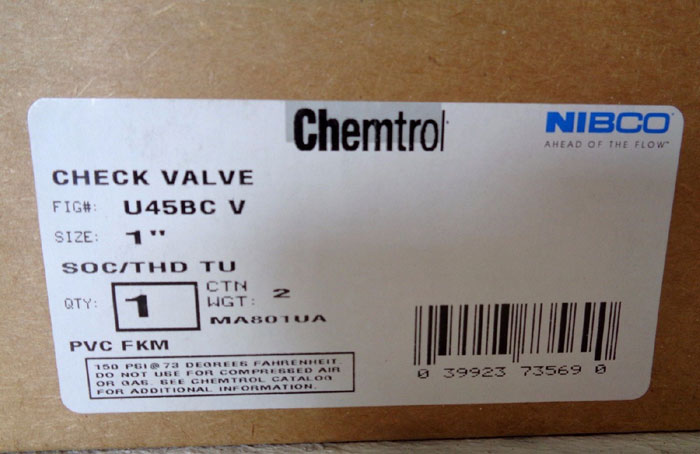 Chemtrol
NIBCO
AHEAD OF THE FLOW™
CHECK VALVE
FIG#: U45BC V
SIZE: 1"
SOC/THD TU
QTY: 1
CTN
WGT: 2
MA801UA
PVC FKM
150 PSI @ 73 DEGREES FAHRENHEIT
DO NOT USE FOR COMPRESSED AIR
OR GAS. SEE CHEMTROL CATALOG
FOR ADDITIONAL INFORMATION.
0 39923 73569 0